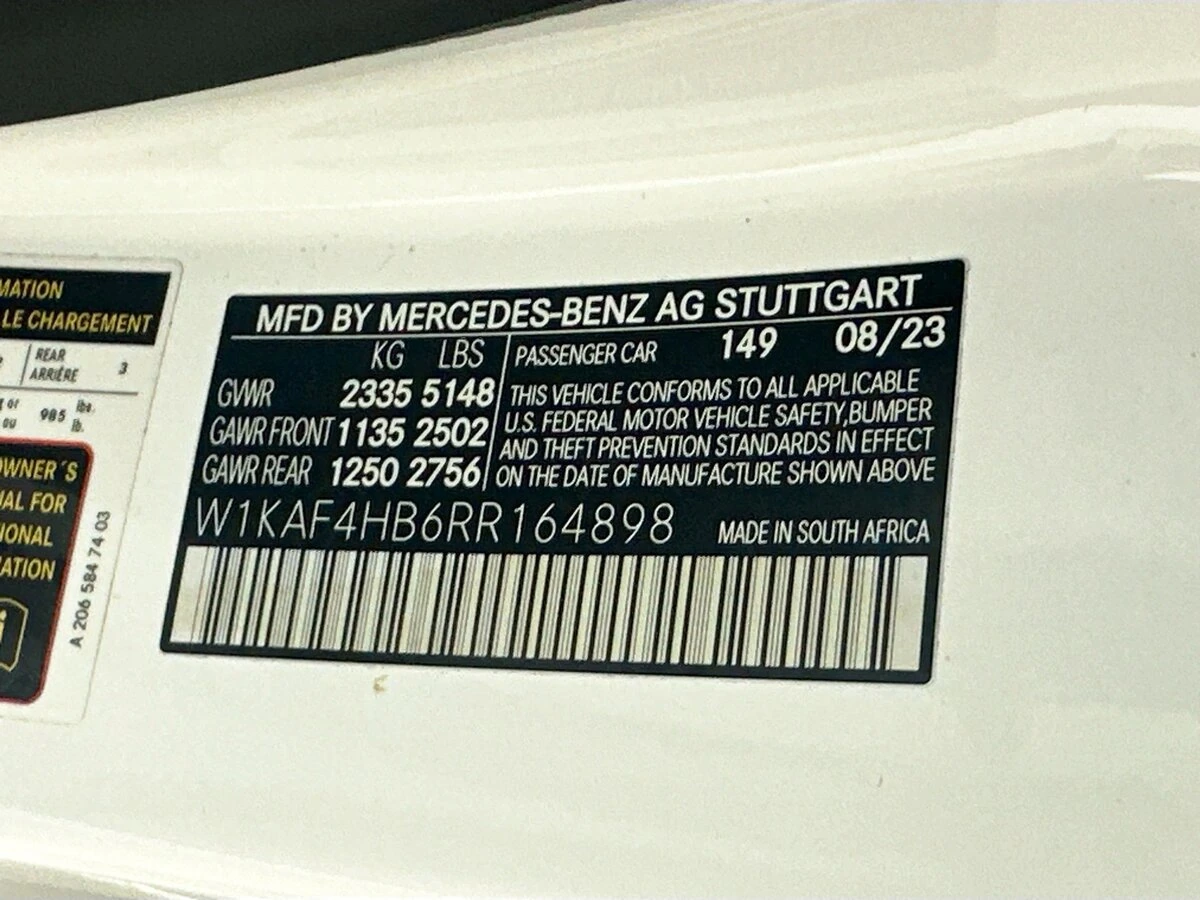 MATION
LE CHARGEMENT
REAR
ARRIÈRE 3
985 lbs.
lb.
OWNER´S
FOR
A 206 584 74 03
MFD BY MERCEDES-BENZ AG STUTTGART
KG LBS PASSENGER CAR 149 08/23
GVWR 2335 5148
GAWR FRONT 1135 2502
GAWR REAR 1250 2756
THIS VEHICLE CONFORMS TO ALL APPLICABLE
U.S. FEDERAL MOTOR VEHICLE SAFETY,BUMPER
AND THEFT PREVENTION STANDARDS IN EFFECT
ON THE DATE OF MANUFACTURE SHOWN ABOVE
W1KAF4HB6RR164898 MADE IN SOUTH AFRICA